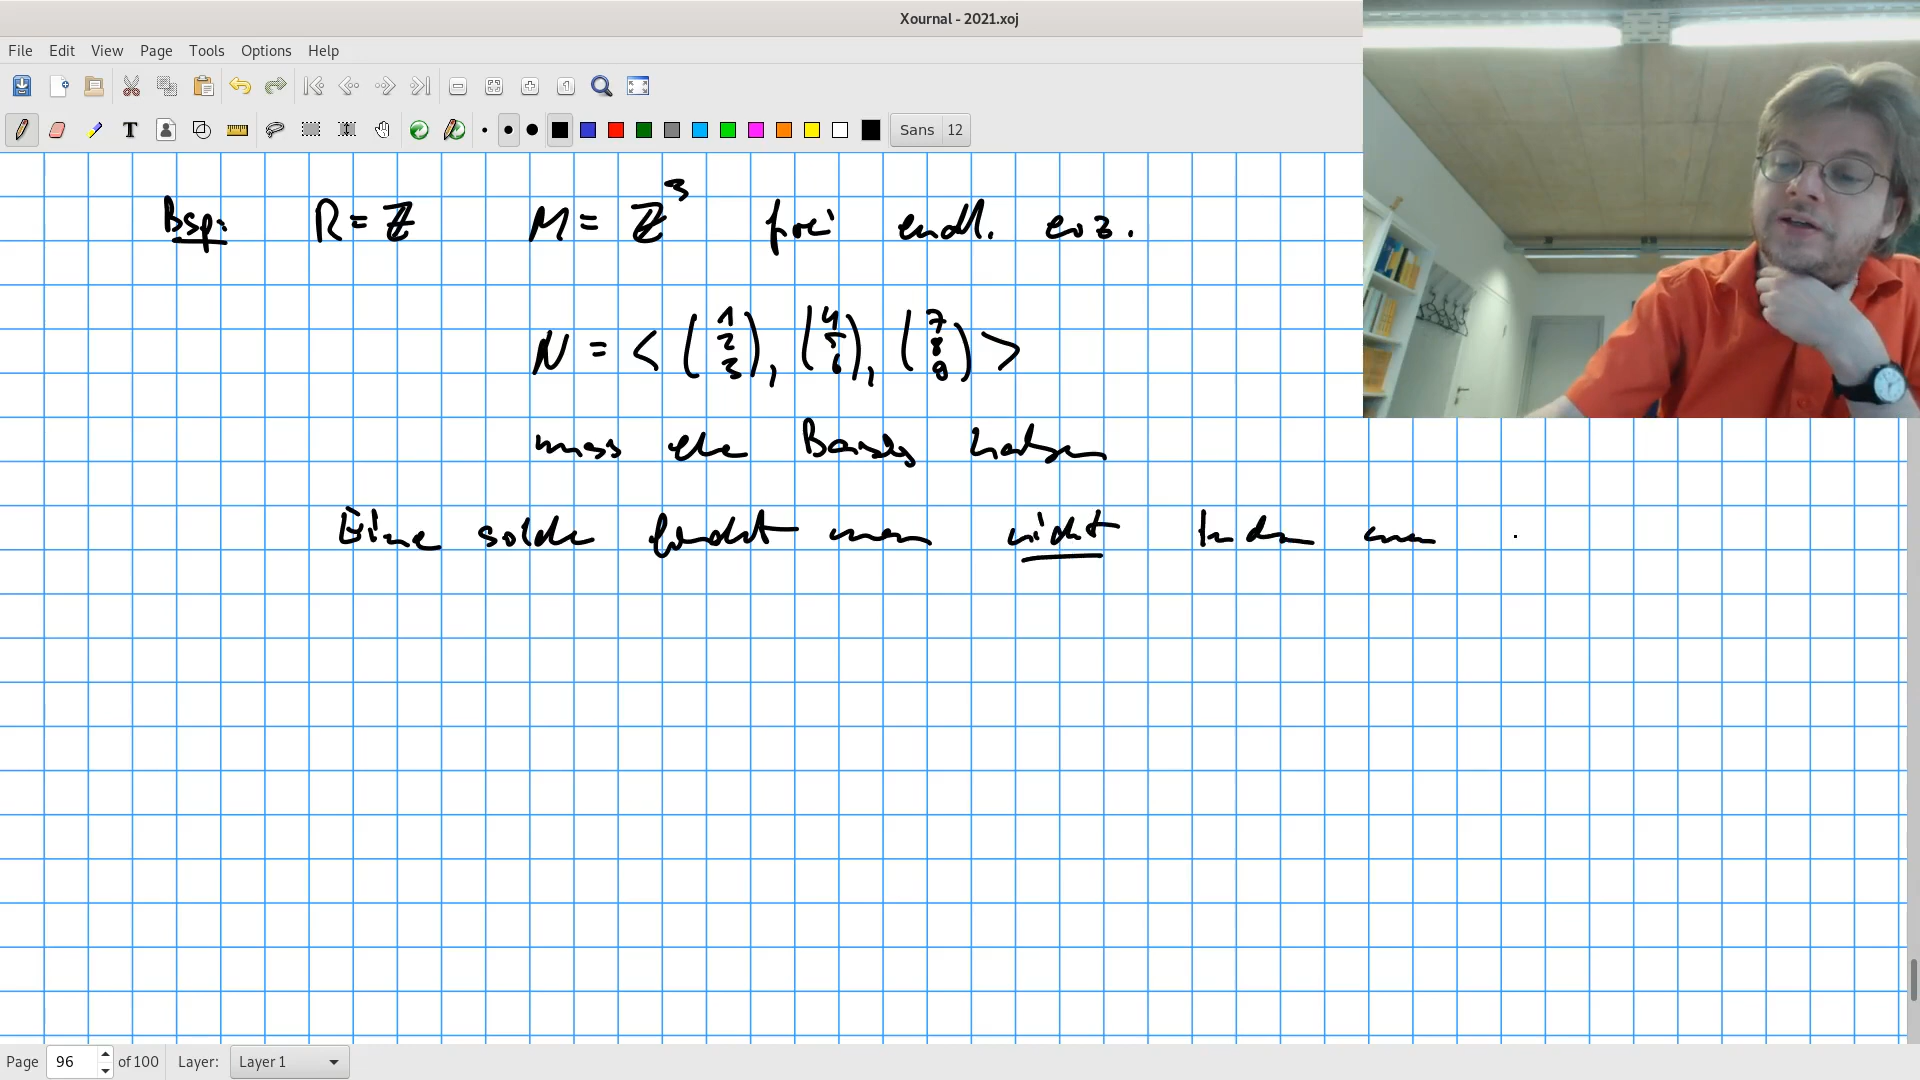 Xournal - 2021.xoj
File Edit View Page Tools Options Help
Sans 12
Bsp: R = ℤ M = ℤ³ frei endl. erz.
N = < (1 2 3), (4 5 6), (7 8 9) >
muss eine Basis haben
Eine solche findet man nicht indem man
Page 96 of 100 Layer: Layer 1